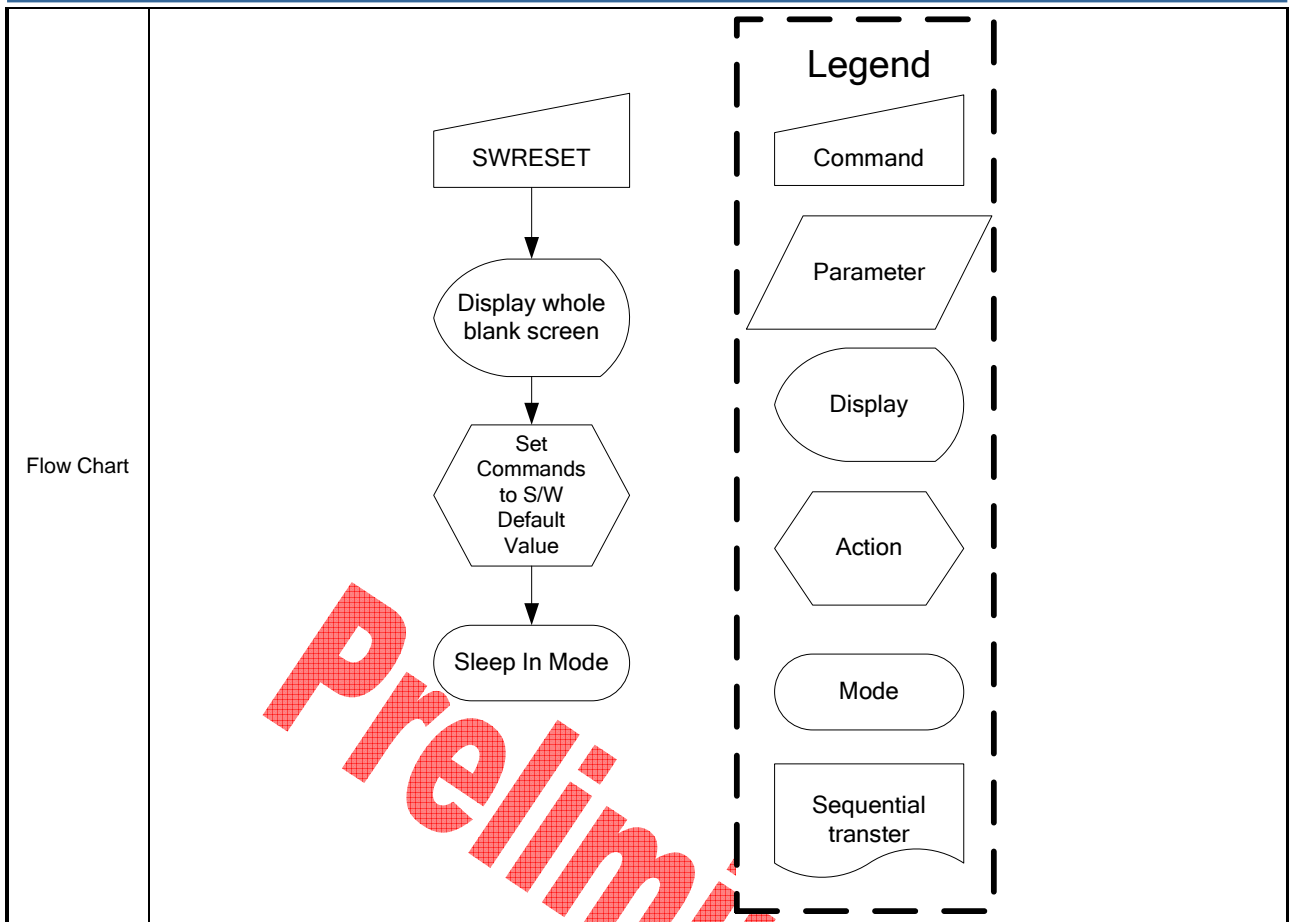 Flow Chart
SWRESET
Display whole
blank screen
Set
Commands
to S/W
Default
Value
Sleep In Mode
Legend
Command
Parameter
Display
Action
Mode
Sequential
transter
Prelimi